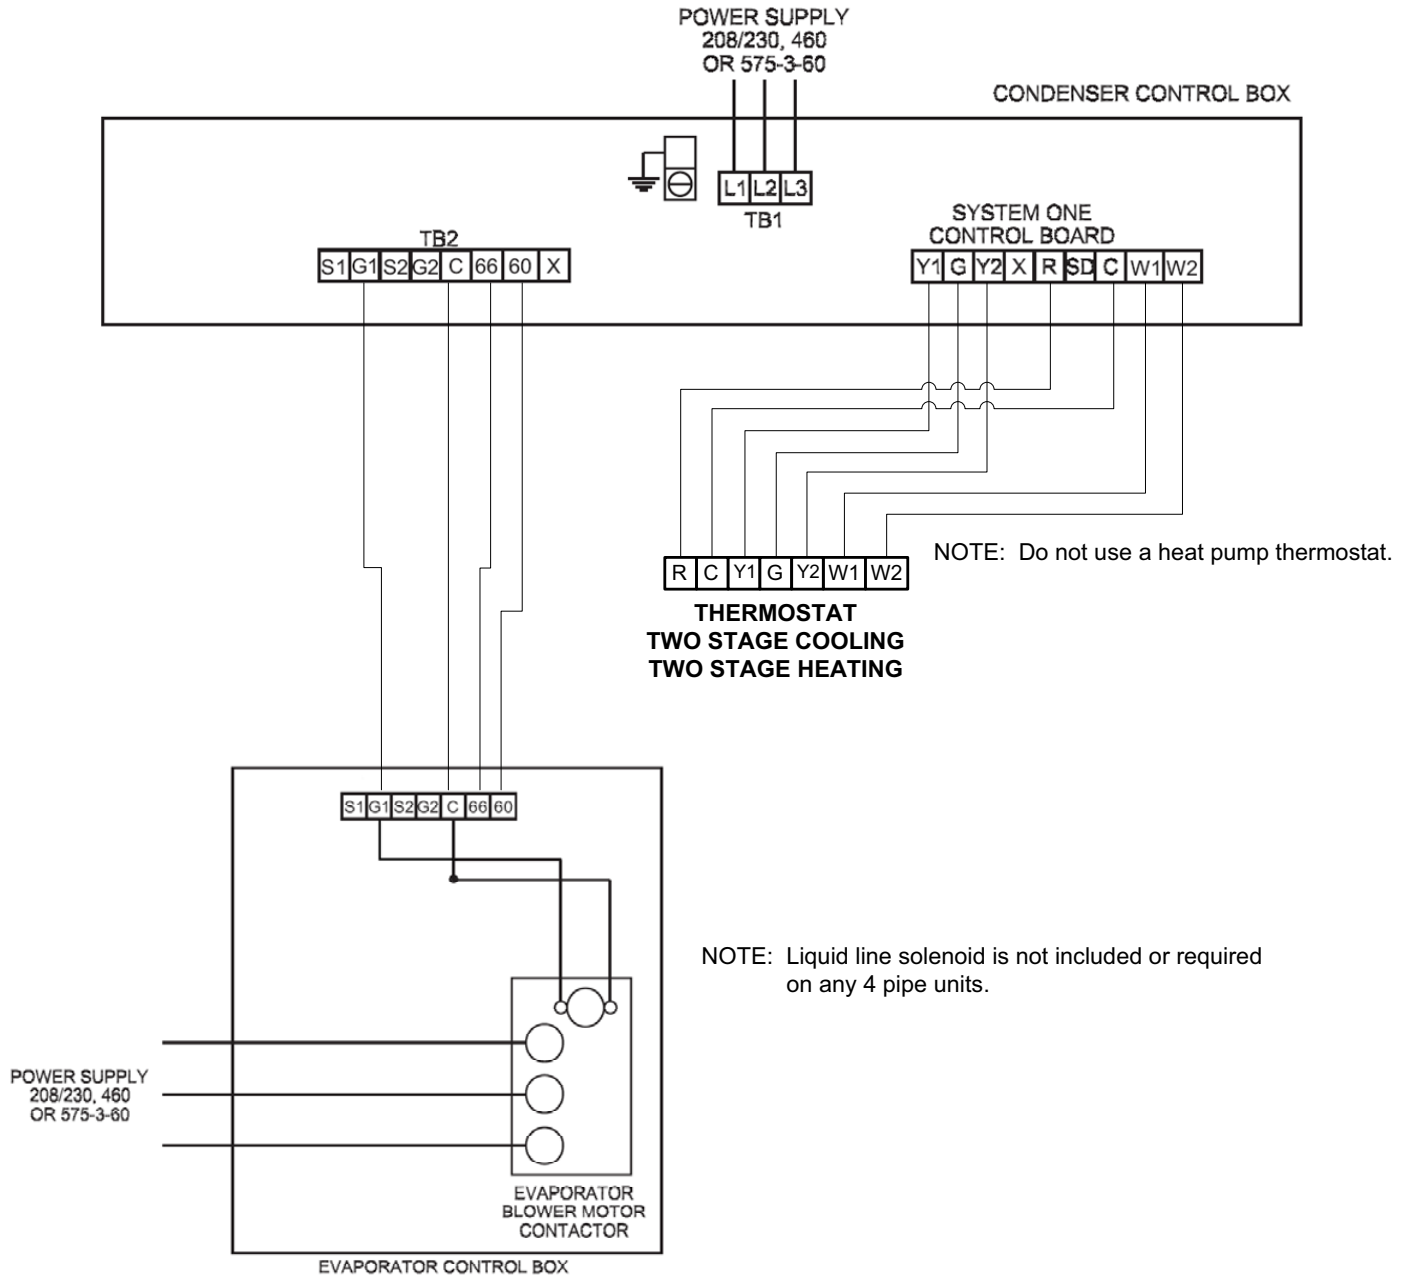 POWER SUPPLY
208/230, 460
OR 575-3-60
CONDENSER CONTROL BOX
L1 L2 L3
TB1
SYSTEM ONE
CONTROL BOARD
TB2
S1 G1 S2 G2 C 66 60 X
Y1 G Y2 X R SD C W1 W2
NOTE: Do not use a heat pump thermostat.
R C Y1 G Y2 W1 W2
THERMOSTAT
TWO STAGE COOLING
TWO STAGE HEATING
S1 G1 S2 G2 C 66 60
NOTE: Liquid line solenoid is not included or required
on any 4 pipe units.
POWER SUPPLY
208/230, 460
OR 575-3-60
EVAPORATOR
BLOWER MOTOR
CONTACTOR
EVAPORATOR CONTROL BOX